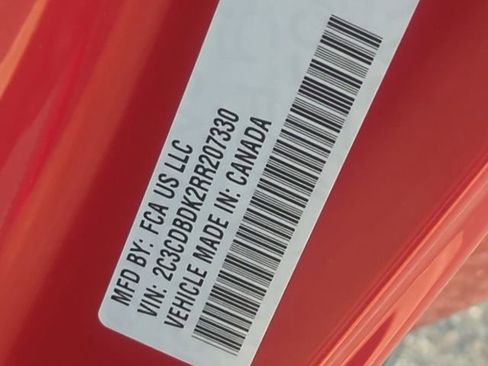 MFD BY: FCA US LLC
VIN: 2C3CDBDK2RR207330
VEHICLE MADE IN: CANADA